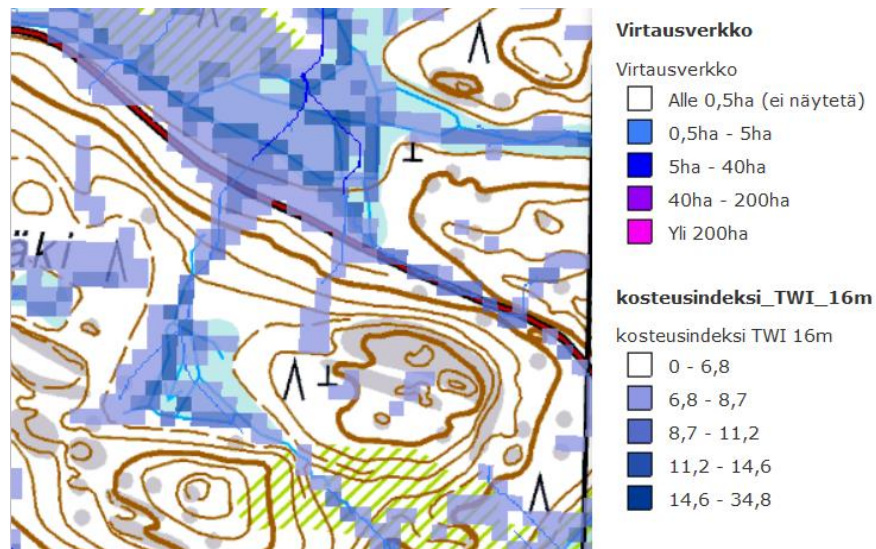 äki
Virtausverkko
Virtausverkko
Alle 0,5ha (ei näytetä)
0,5ha - 5ha
5ha - 40ha
40ha - 200ha
Yli 200ha
kosteusindeksi_TWI_16m
kosteusindeksi TWI 16m
0 - 6,8
6,8 - 8,7
8,7 - 11,2
11,2 - 14,6
14,6 - 34,8